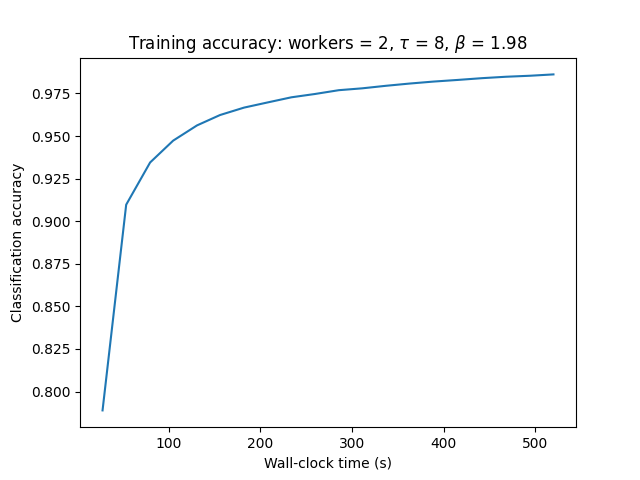 Training accuracy: workers = 2, τ = 8, β = 1.98
Classification accuracy
0.975
0.950
0.925
0.900
0.875
0.850
0.825
0.800
100 200 300 400 500
Wall-clock time (s)